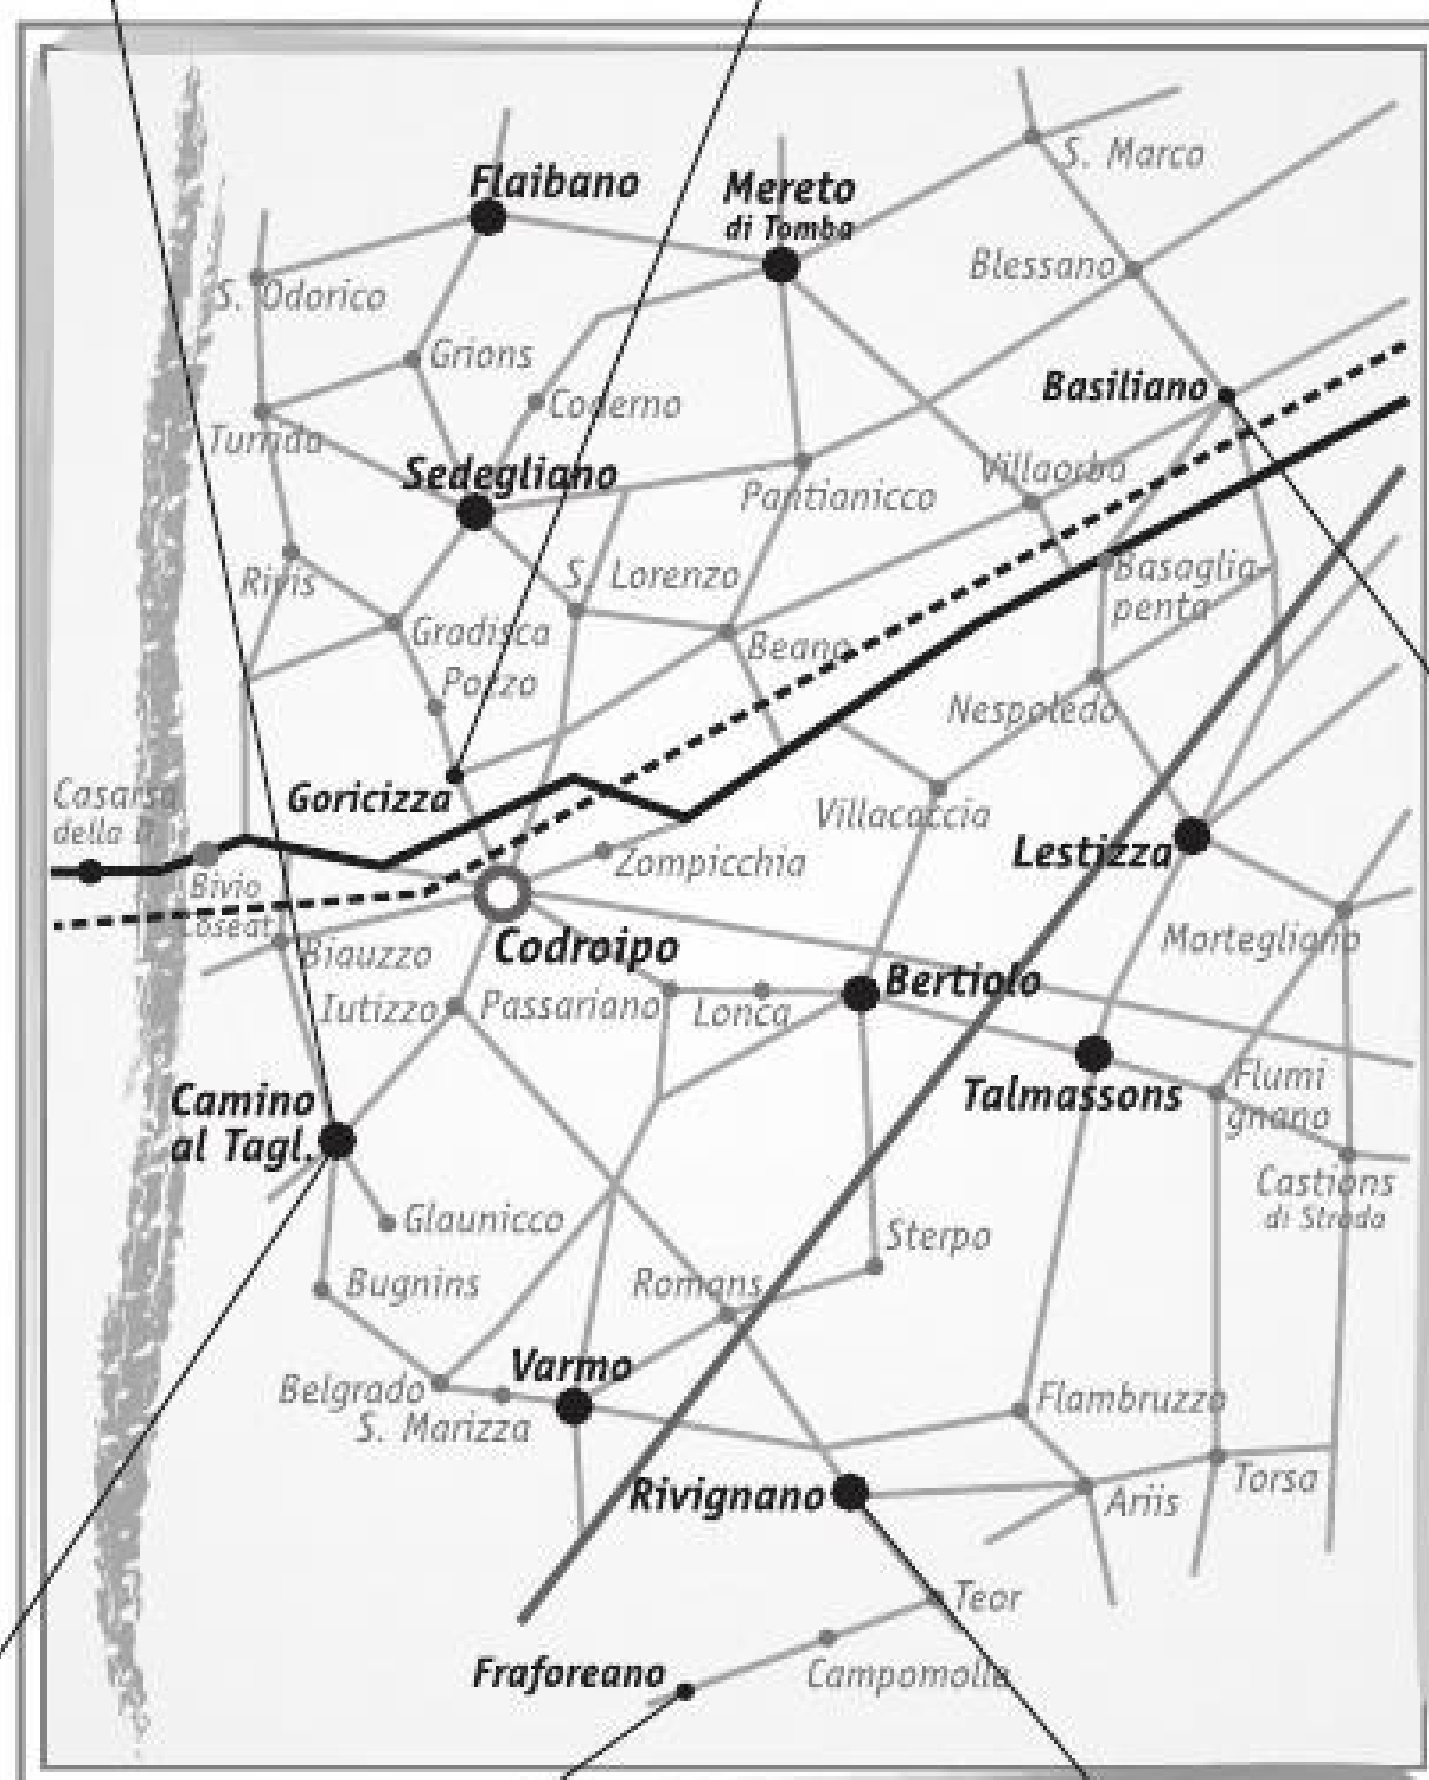 S. Marco
Flaibano
Mereto
di Tomba
Blessano
S. Odorico
Grions
Basiliano
Coderno
Turrida
Sedegliano
Villaorba
Pantianicco
Rivis
S. Lorenzo
Basaglia-
penta
Gradisca
Beano
Pozzo
Nespoledo
Casarsa
della D.
Goricizza
Villacaccia
Lestizza
Zompicchia
Bivio
Coseat
Biauzzo
Codroipo
Mortegliano
Bertiolo
Iutizzo
Passariano
Lonca
Camino
al Tagl.
Talmassons
Flumi
gnano
Castions
di Strada
Glaunicco
Sterpo
Bugnins
Romans
Varmo
Belgrado
S. Marizza
Flambruzzo
Rivignano
Ariis
Torsa
Teor
Fraforeano
Campomolle